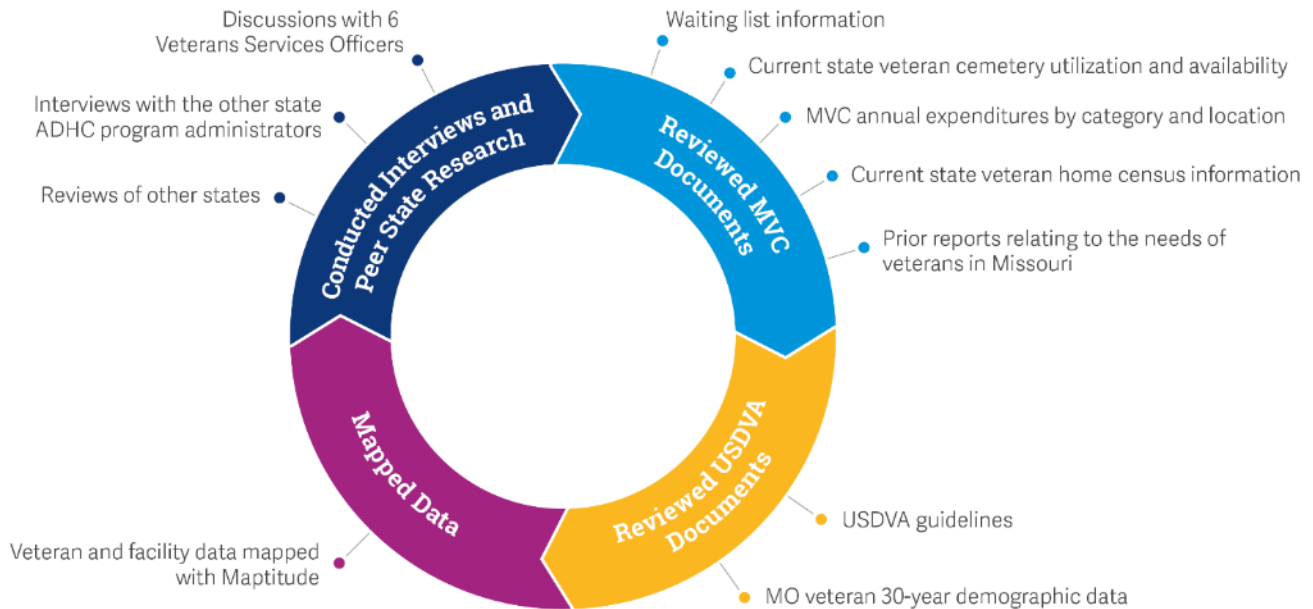 Discussions with 6
Veterans Services Officers
Interviews with the other state
ADHC program administrators
Reviews of other states
Conducted Interviews and
Peer State Research
Waiting list information
Current state veteran cemetery utilization and availability
MVC annual expenditures by category and location
Current state veteran home census information
Prior reports relating to the needs of
veterans in Missouri
Reviewed MVC
Documents
Reviewed USDVA
Documents
USDVA guidelines
MO veteran 30-year demographic data
Mapped Data
Veteran and facility data mapped
with Maptitude